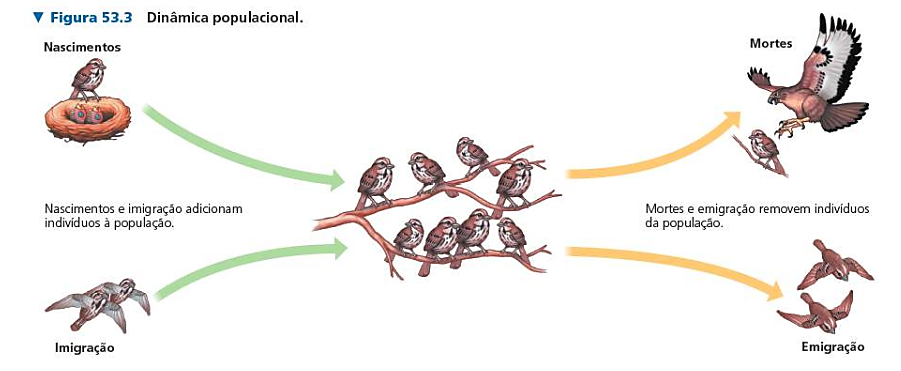 ▼ Figura 53.3 Dinâmica populacional.
Nascimentos
Mortes
Nascimentos e imigração adicionam
indivíduos à população.
Mortes e emigração removem indivíduos
da população.
Imigração
Emigração